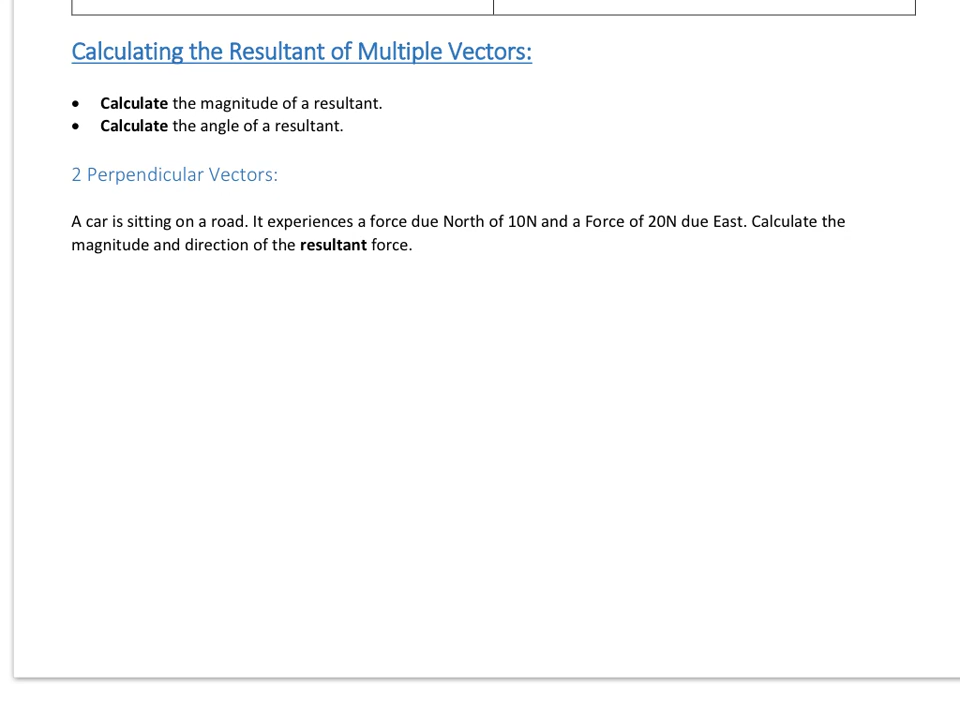 Calculating the Resultant of Multiple Vectors:
• Calculate the magnitude of a resultant.
• Calculate the angle of a resultant.
2 Perpendicular Vectors:
A car is sitting on a road. It experiences a force due North of 10N and a Force of 20N due East. Calculate the
magnitude and direction of the resultant force.